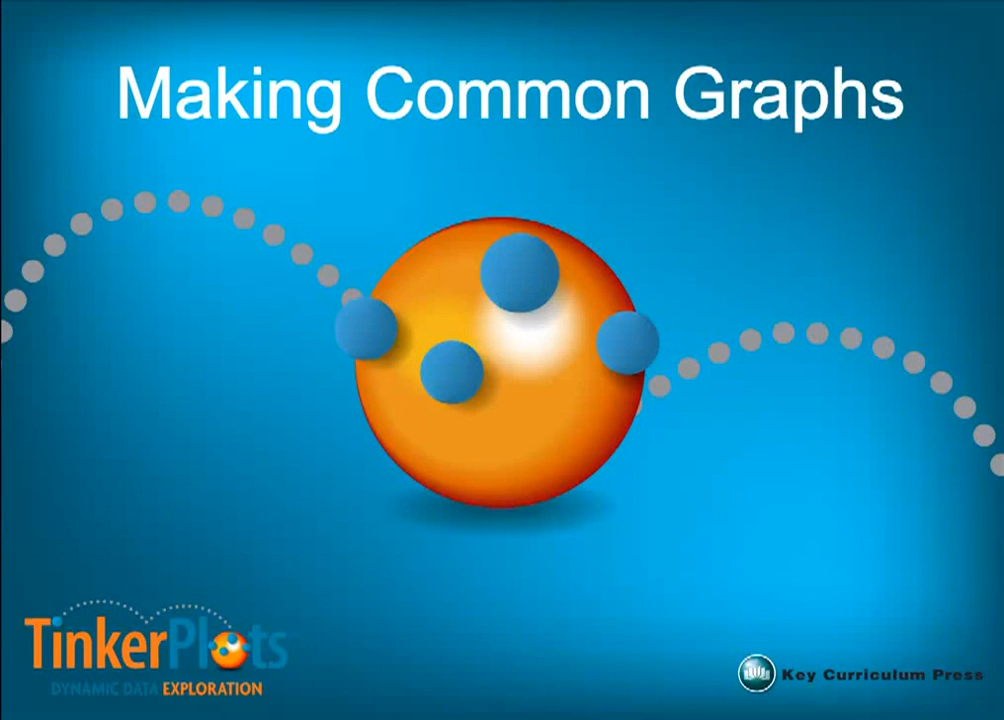 Making Common Graphs
TinkerPlots
DYNAMIC DATA EXPLORATION
Key Curriculum Press